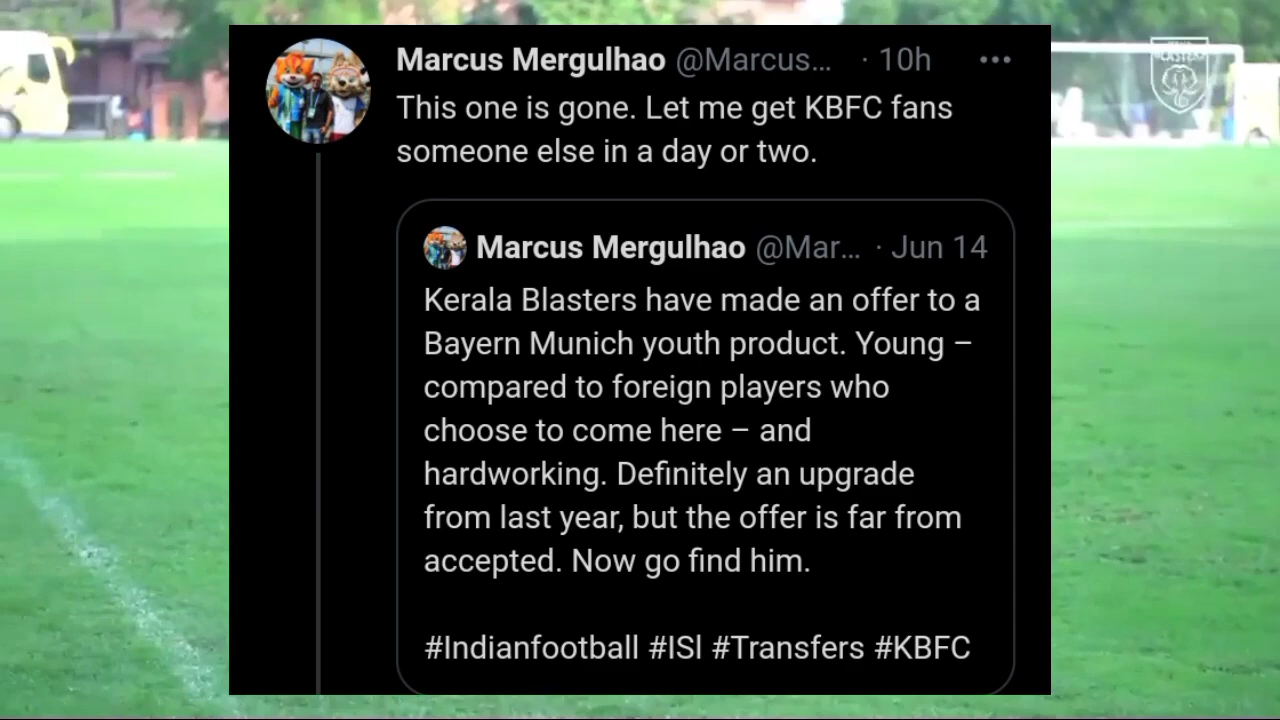 Marcus Mergulhao @Marcus... · 10h
This one is gone. Let me get KBFC fans
someone else in a day or two.
Marcus Mergulhao @Mar... · Jun 14
Kerala Blasters have made an offer to a
Bayern Munich youth product. Young –
compared to foreign players who
choose to come here – and
hardworking. Definitely an upgrade
from last year, but the offer is far from
accepted. Now go find him.
#Indianfootball #ISl #Transfers #KBFC